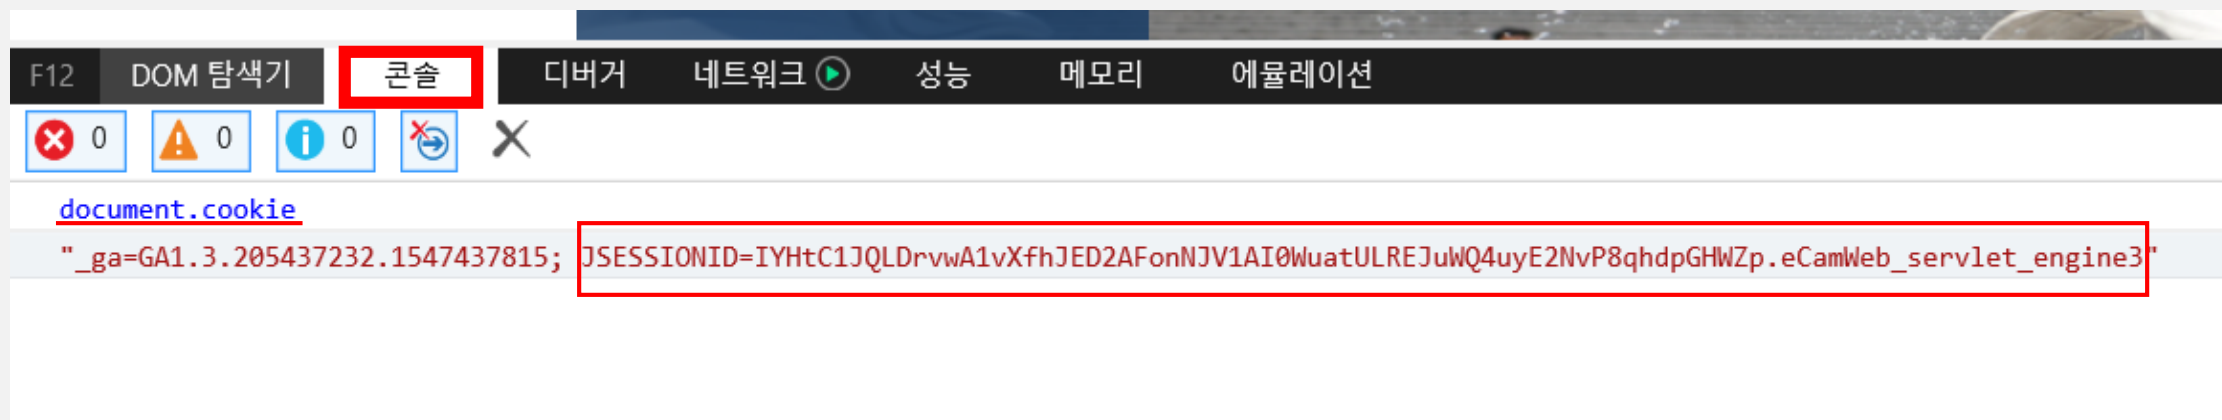 F12 DOM 탐색기 콘솔 디버거 네트워크 성능 메모리 에뮬레이션
0 0 0
document.cookie
"_ga=GA1.3.205437232.1547437815; JSESSIONID=IYHtC1JQLDrvwA1vXfhJED2AFonNJV1AI0WuatULREJuWQ4uyE2NvP8qhdpGHWZp.eCamWeb_servlet_engine3"